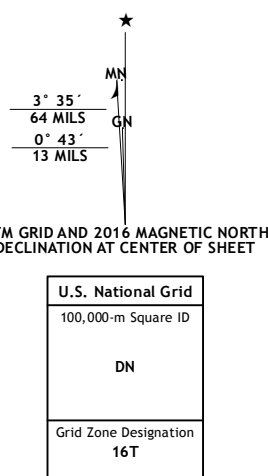 MN
3° 35´
64 MILS
GN
0° 43´
13 MILS
TM GRID AND 2016 MAGNETIC NORTH
DECLINATION AT CENTER OF SHEET
U.S. National Grid
100,000-m Square ID
DN
Grid Zone Designation
16T